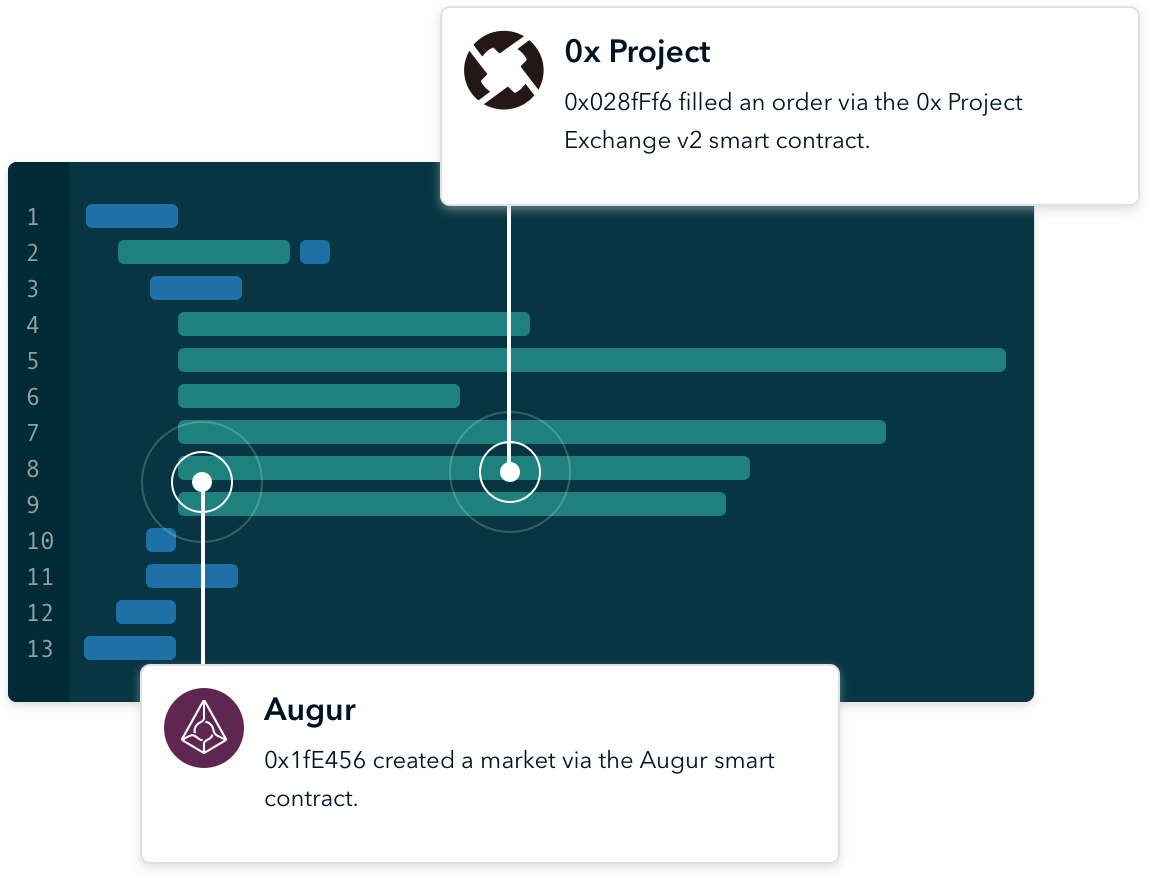 0x Project
0x028fFf6 filled an order via the 0x Project
Exchange v2 smart contract.
1
2
3
4
5
6
7
8
9
10
11
12
13
Augur
0x1fE456 created a market via the Augur smart
contract.